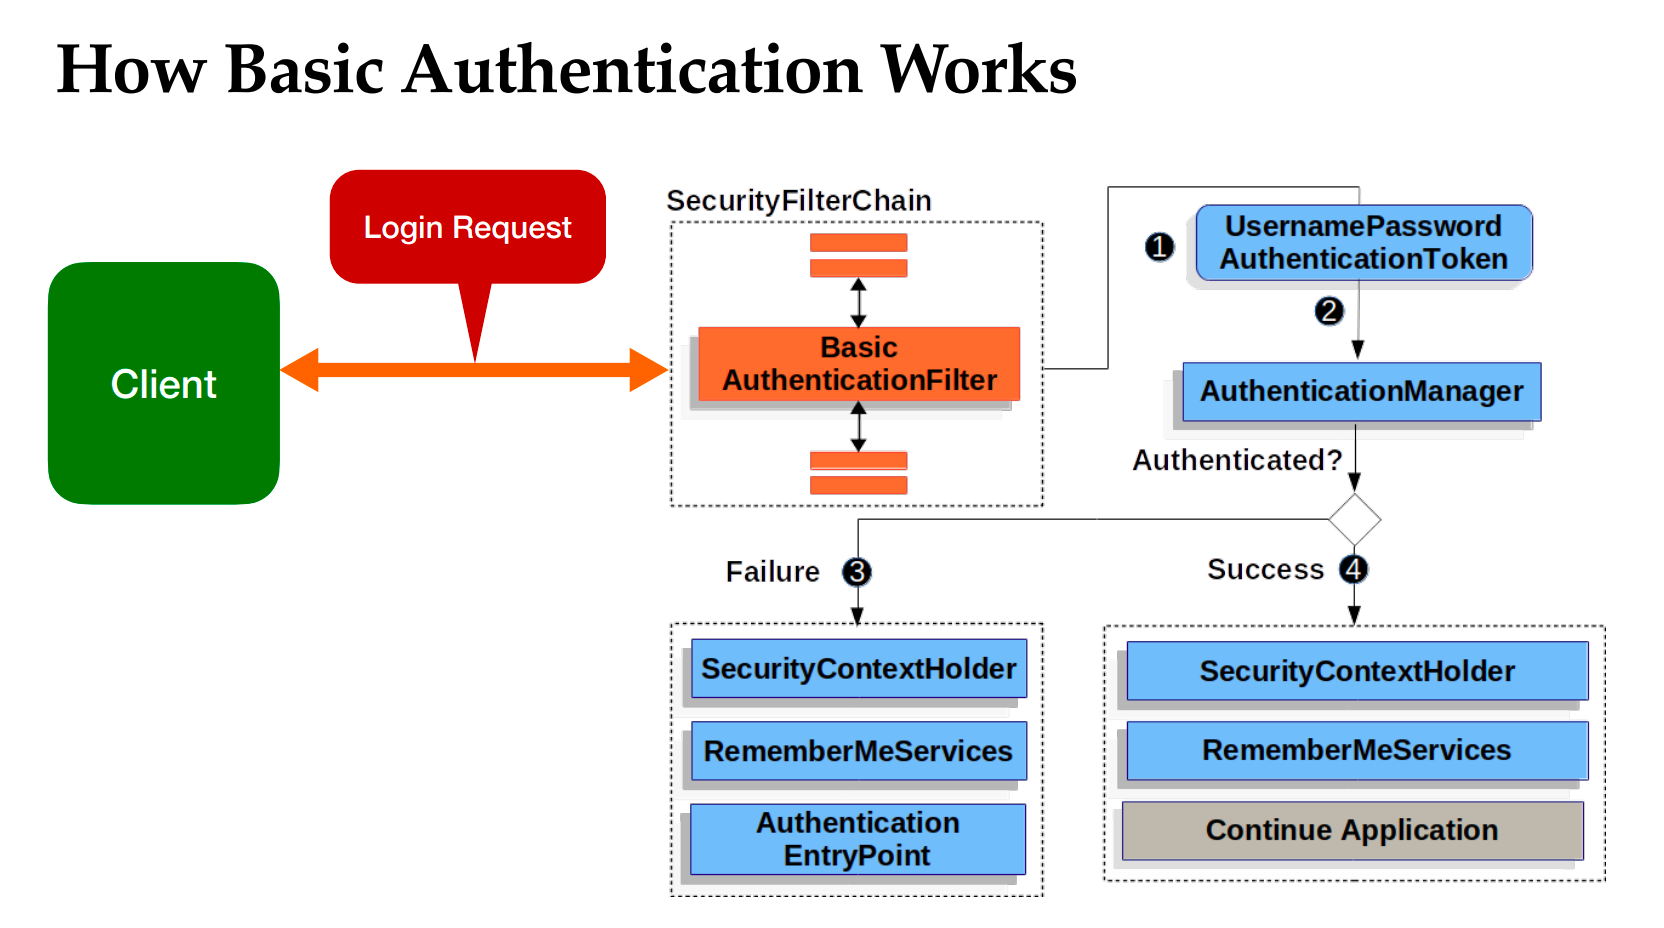 How Basic Authentication Works
Login Request
Client
SecurityFilterChain
Basic
AuthenticationFilter
1
UsernamePassword
AuthenticationToken
2
AuthenticationManager
Authenticated?
Failure
3
Success
4
SecurityContextHolder
RememberMeServices
Authentication
EntryPoint
SecurityContextHolder
RememberMeServices
Continue Application